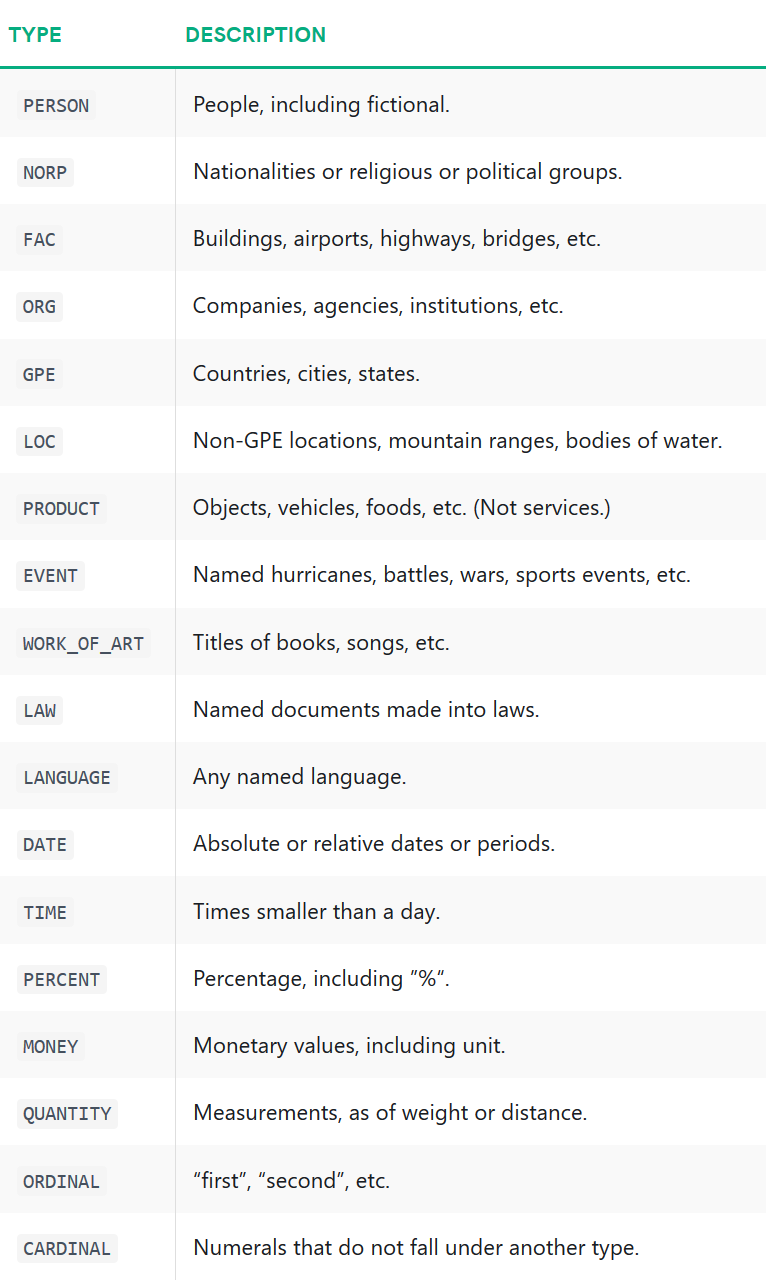 TYPE DESCRIPTION
PERSON People, including fictional.
NORP Nationalities or religious or political groups.
FAC Buildings, airports, highways, bridges, etc.
ORG Companies, agencies, institutions, etc.
GPE Countries, cities, states.
LOC Non-GPE locations, mountain ranges, bodies of water.
PRODUCT Objects, vehicles, foods, etc. (Not services.)
EVENT Named hurricanes, battles, wars, sports events, etc.
WORK_OF_ART Titles of books, songs, etc.
LAW Named documents made into laws.
LANGUAGE Any named language.
DATE Absolute or relative dates or periods.
TIME Times smaller than a day.
PERCENT Percentage, including ”%“.
MONEY Monetary values, including unit.
QUANTITY Measurements, as of weight or distance.
ORDINAL “first”, “second”, etc.
CARDINAL Numerals that do not fall under another type.